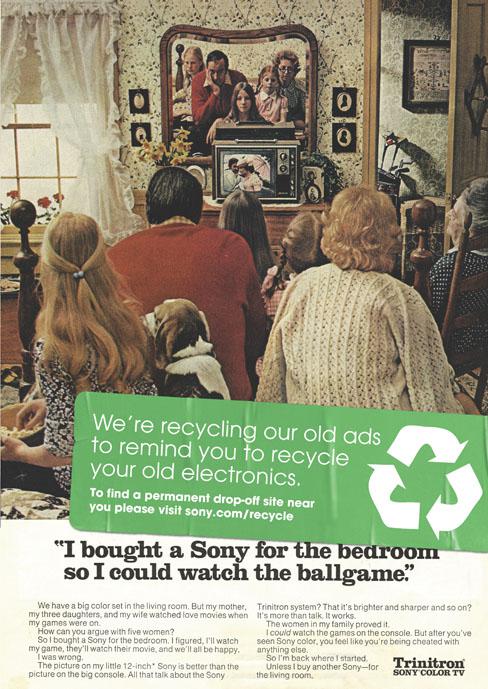 We're recycling our old ads
to remind you to recycle
your old electronics.
To find a permanent drop-off site near
you please visit sony.com/recycle
"I bought a Sony for the bedroom
so I could watch the ballgame."
We have a big color set in the living room. But my mother,
my three daughters, and my wife watched love movies when
my games were on.
How can you argue with five women?
So I bought a Sony for the bedroom. I figured, I'll watch
my game, they'll watch their movie, and we'll all be happy.
I was wrong.
The picture on my little 12-inch* Sony is better than the
picture on the big console. All that talk about the Sony
Trinitron system? That it's brighter and sharper and so on?
It's more than talk. It works.
The women in my family proved it.
I could watch the games on the console. But after you've
seen Sony color, you feel like you're being cheated with
anything else.
So I'm back where I started.
Unless I buy another Sony—for
the living room.
Trinitron
SONY COLOR TV